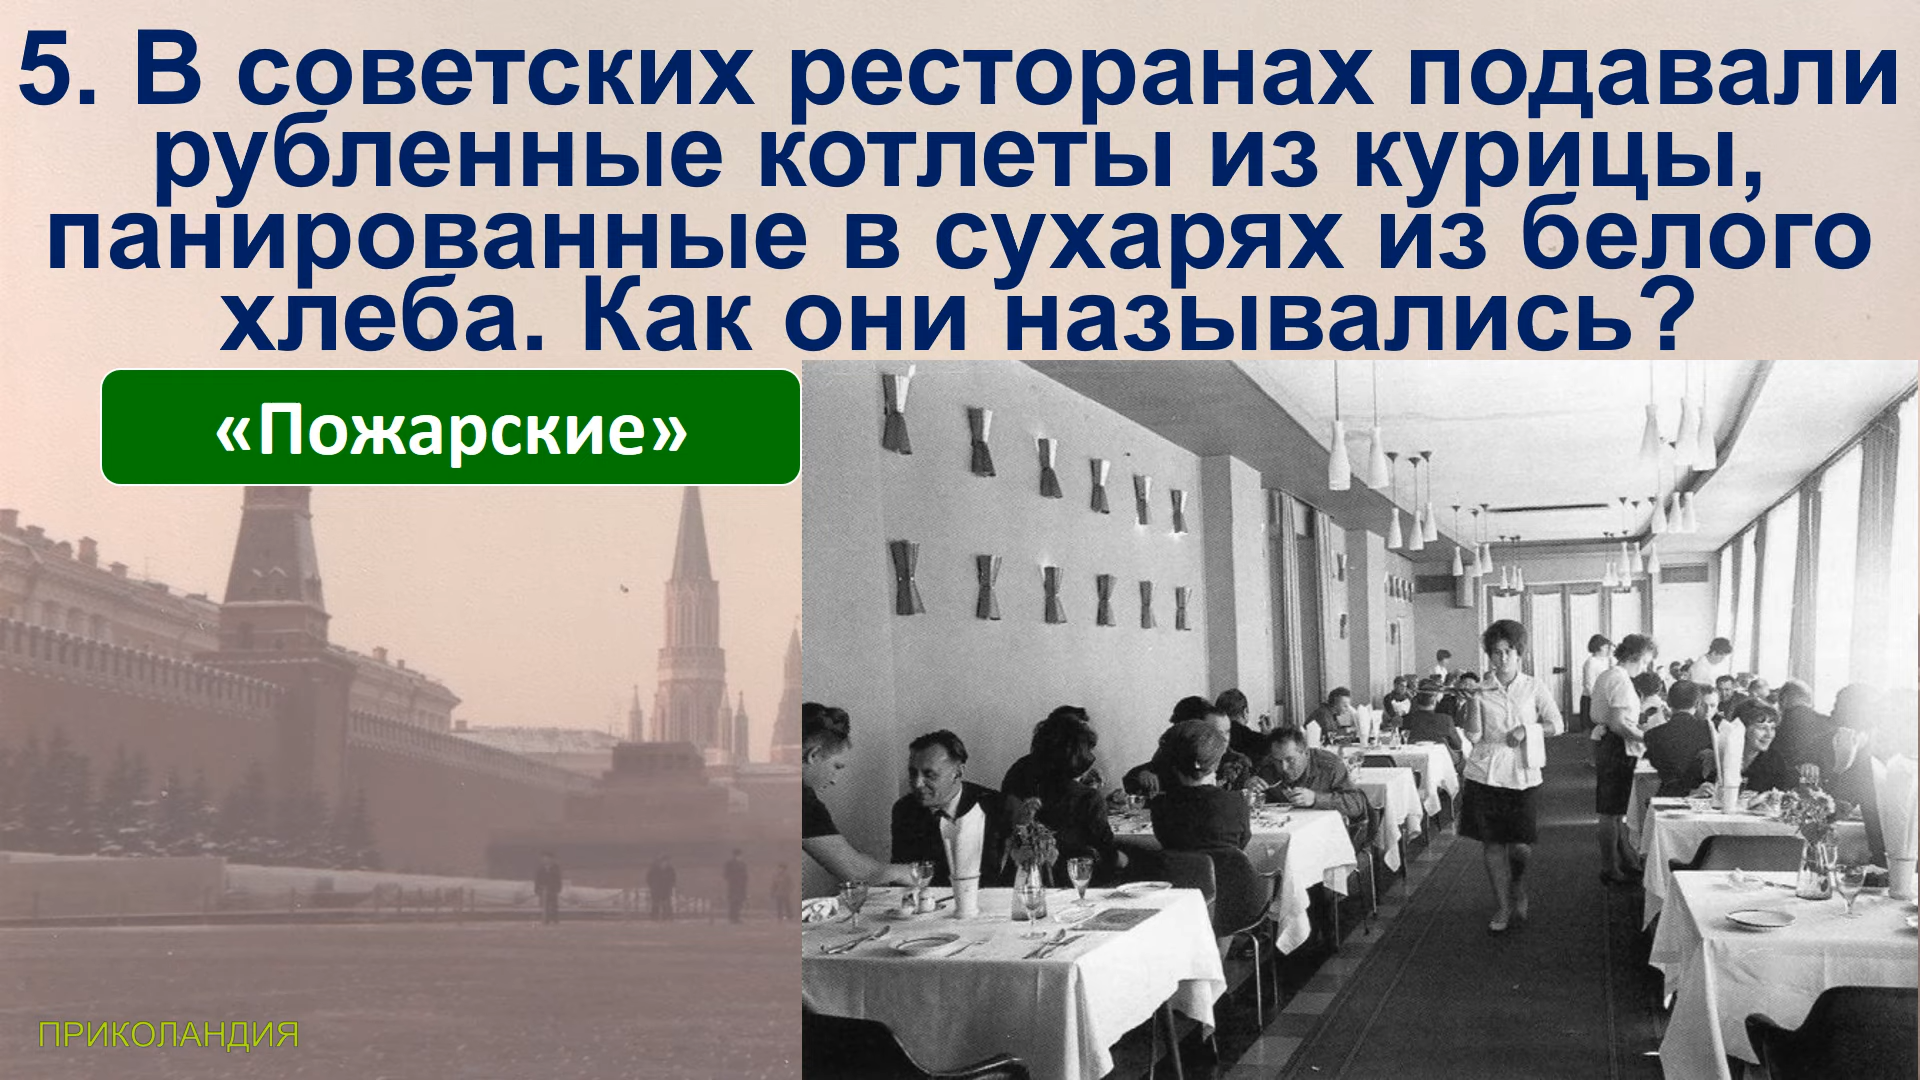 5. В советских ресторанах подавали
рубленные котлеты из курицы,
панированные в сухарях из белого
хлеба. Как они назывались?
«Пожарские»
ПРИКОЛАНДИЯ